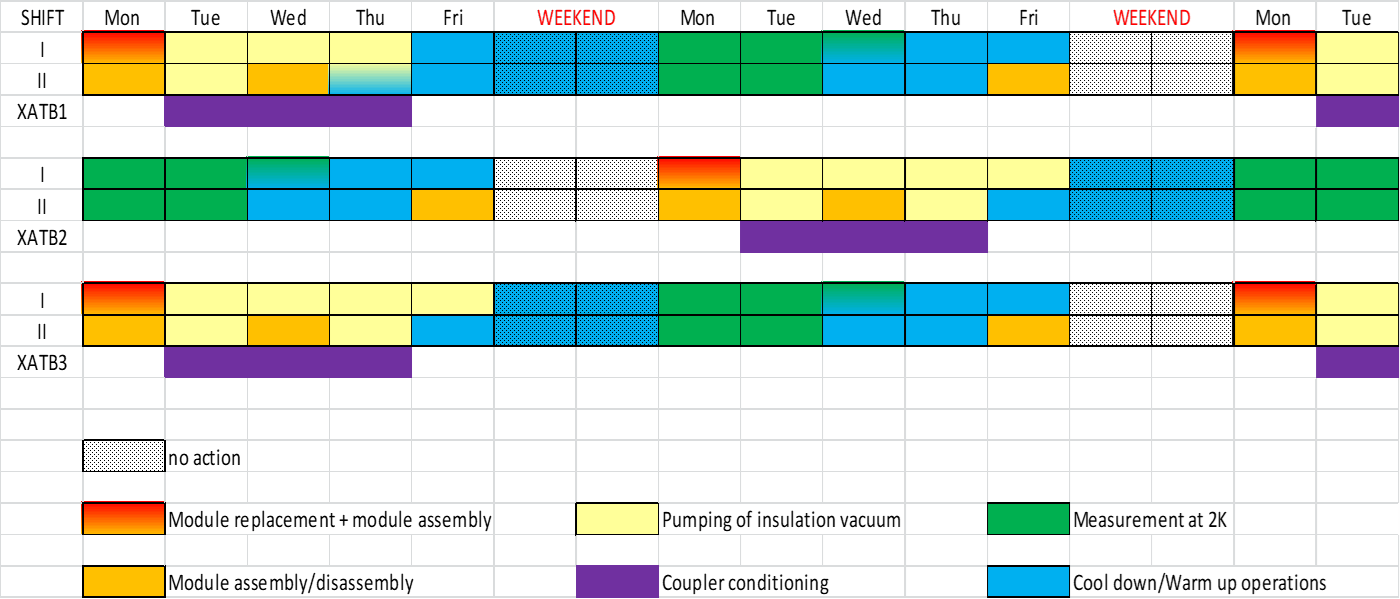 SHIFT Mon Tue Wed Thu Fri WEEKEND Mon Tue Wed Thu Fri WEEKEND Mon Tue
I
II
XATB1
I
II
XATB2
I
II
XATB3
no action
Module replacement + module assembly Pumping of insulation vacuum Measurement at 2K
Module assembly/disassembly Coupler conditioning Cool down/Warm up operations